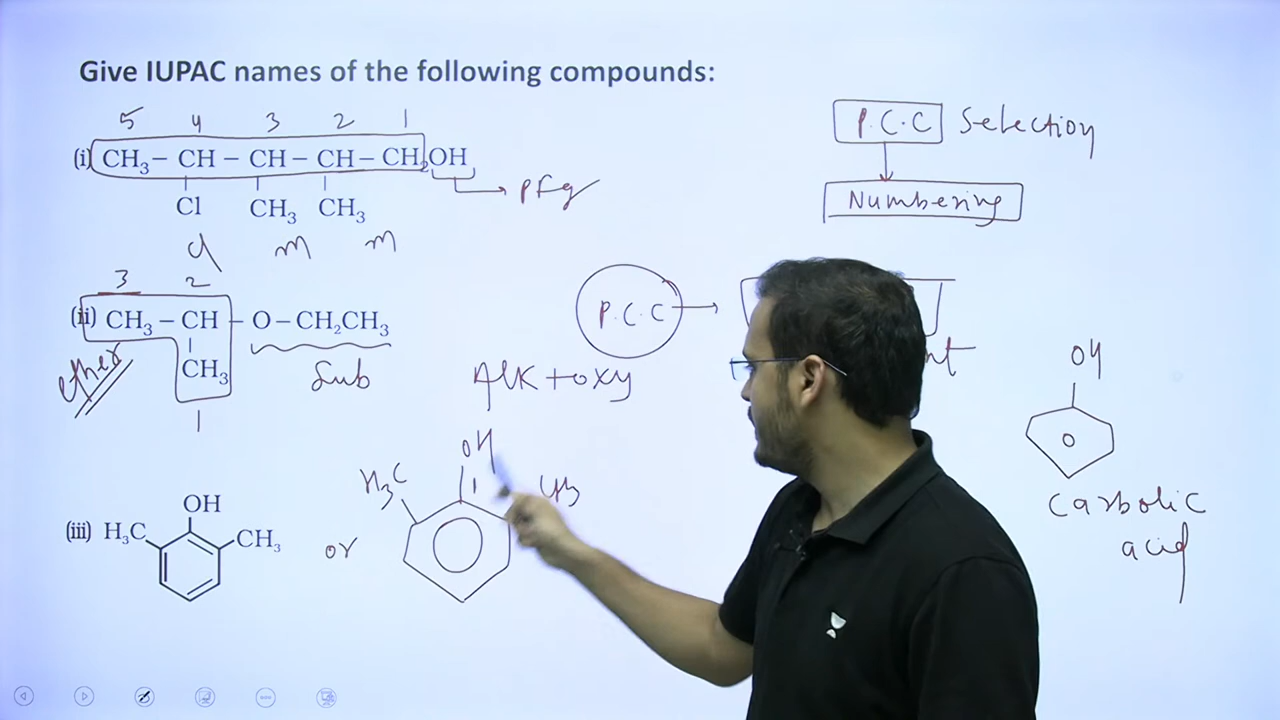 Give IUPAC names of the following compounds:
5 4 3 2 1
(i) CH₃ – CH – CH – CH – CH₂OH
Cl CH₃ CH₃
Cl m m
PFg
P.C.C Selection
Numbering
3 2
(ii) CH₃ – CH – O – CH₂CH₃
CH₃
1
ether
Sub
P.C.C
Alk + oxy
OH
Carbolic
acid
(iii) H₃C OH CH₃
or
H₃C OH 1